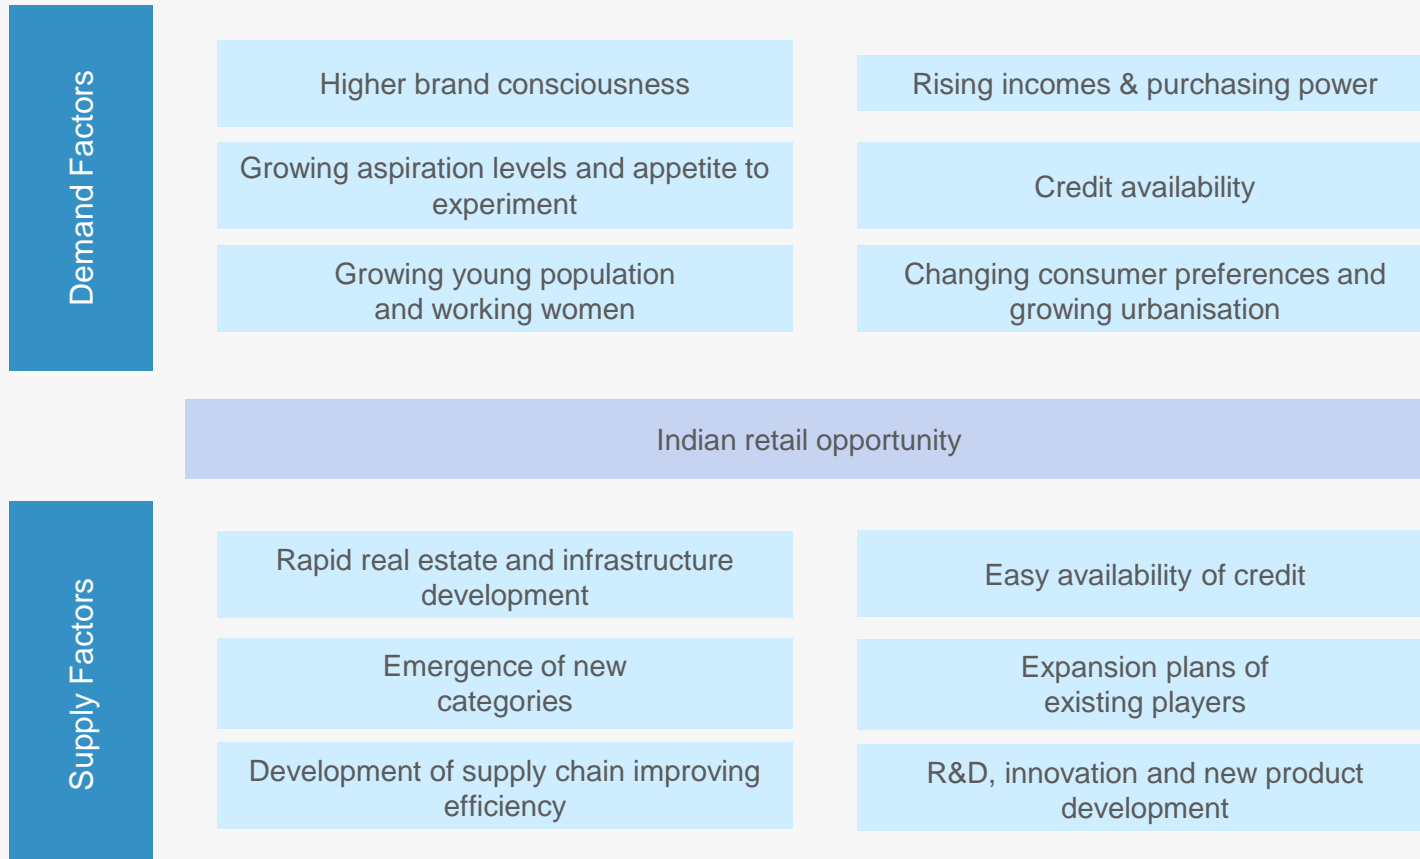 Demand Factors
Higher brand consciousness
Rising incomes & purchasing power
Growing aspiration levels and appetite to
experiment
Credit availability
Growing young population
and working women
Changing consumer preferences and
growing urbanisation
Indian retail opportunity
Supply Factors
Rapid real estate and infrastructure
development
Easy availability of credit
Emergence of new
categories
Expansion plans of
existing players
Development of supply chain improving
efficiency
R&D, innovation and new product
development